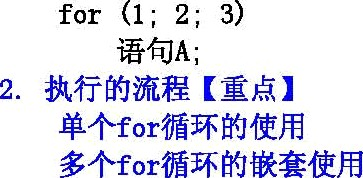 for (1; 2; 3)
语句A;
2. 执行的流程【重点】
单个for循环的使用
多个for循环的嵌套使用